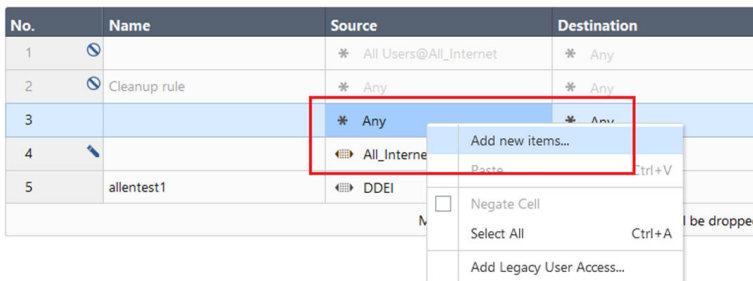 No. Name Source Destination
1 * All Users@All_Internet * Any
2 Cleanup rule * Any * Any
3 * Any * Any
Add new items...
4 All_Interne
Paste Ctrl+V
5 allentest1 DDEI
Negate Cell
M l be droppe
Select All Ctrl+A
Add Legacy User Access...